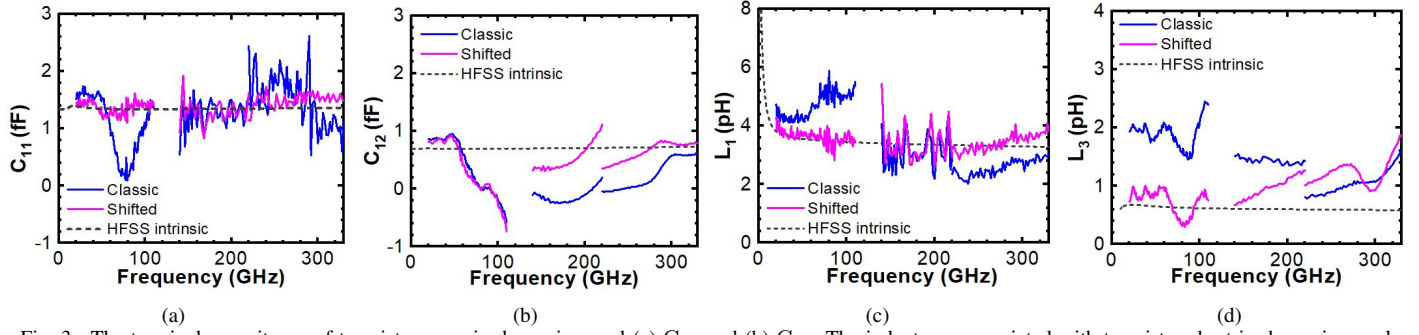 3
2
1
0
-1
C11 (fF)
Classic
Shifted
HFSS intrinsic
0
100
200
300
Frequency (GHz)
(a)
3
2
1
0
-1
C12 (fF)
Classic
Shifted
HFSS intrinsic
0
100
200
300
Frequency (GHz)
(b)
8
6
4
2
0
L1 (pH)
Classic
Shifted
HFSS intrinsic
0
100
200
300
Frequency (GHz)
(c)
4
3
2
1
0
L3 (pH)
Classic
Shifted
HFSS intrinsic
0
100
200
300
Frequency (GHz)
(d)